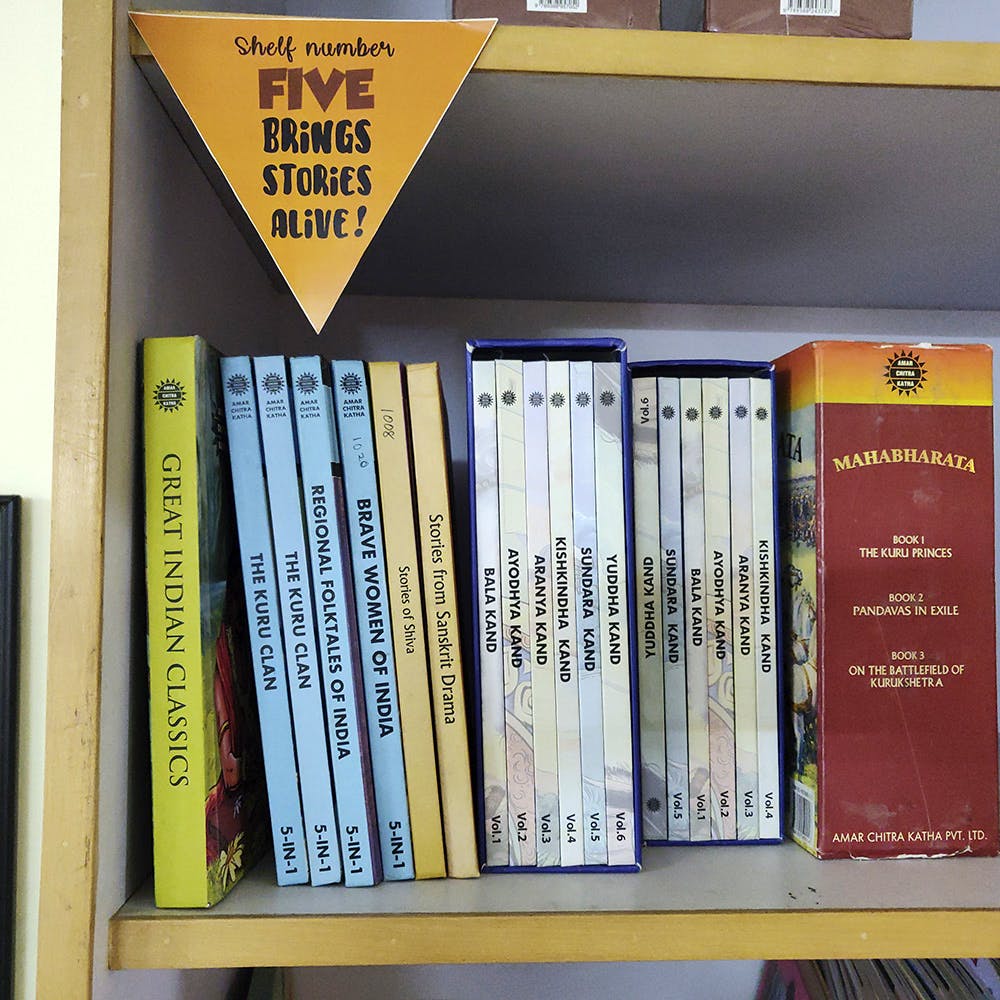 Shelf number
FIVE
BRiNGS
STORiES
ALiVE!
AMAR
CHITRA
KATHA
GREAT INDIAN CLASSICS
AMAR
CHITRA
KATHA
THE KURU CLAN
5-IN-1
AMAR
CHITRA
KATHA
THE KURU CLAN
5-IN-1
AMAR
CHITRA
KATHA
REGIONAL FOLKTALES OF INDIA
5-IN-1
AMAR
CHITRA
KATHA
1020
BRAVE WOMEN OF INDIA
5-IN-1
1008
Stories of Shiva
Stories from Sanskrit Drama
BALA KAND
Vol.1
AYODHYA KAND
Vol.2
ARANYA KAND
Vol.3
KISHKINDHA KAND
Vol.4
SUNDARA KAND
Vol.5
YUDDHA KAND
Vol.6
YUDDHA KAND
Vol.6
SUNDARA KAND
Vol.5
BALA KAND
Vol.1
AYODHYA KAND
Vol.2
ARANYA KAND
Vol.3
KISHKINDHA KAND
Vol.4
AMAR
CHITRA
KATHA
MAHABHARATA
BOOK 1
THE KURU PRINCES
BOOK 2
PANDAVAS IN EXILE
BOOK 3
ON THE BATTLEFIELD OF
KURUKSHETRA
AMAR CHITRA KATHA PVT. LTD.